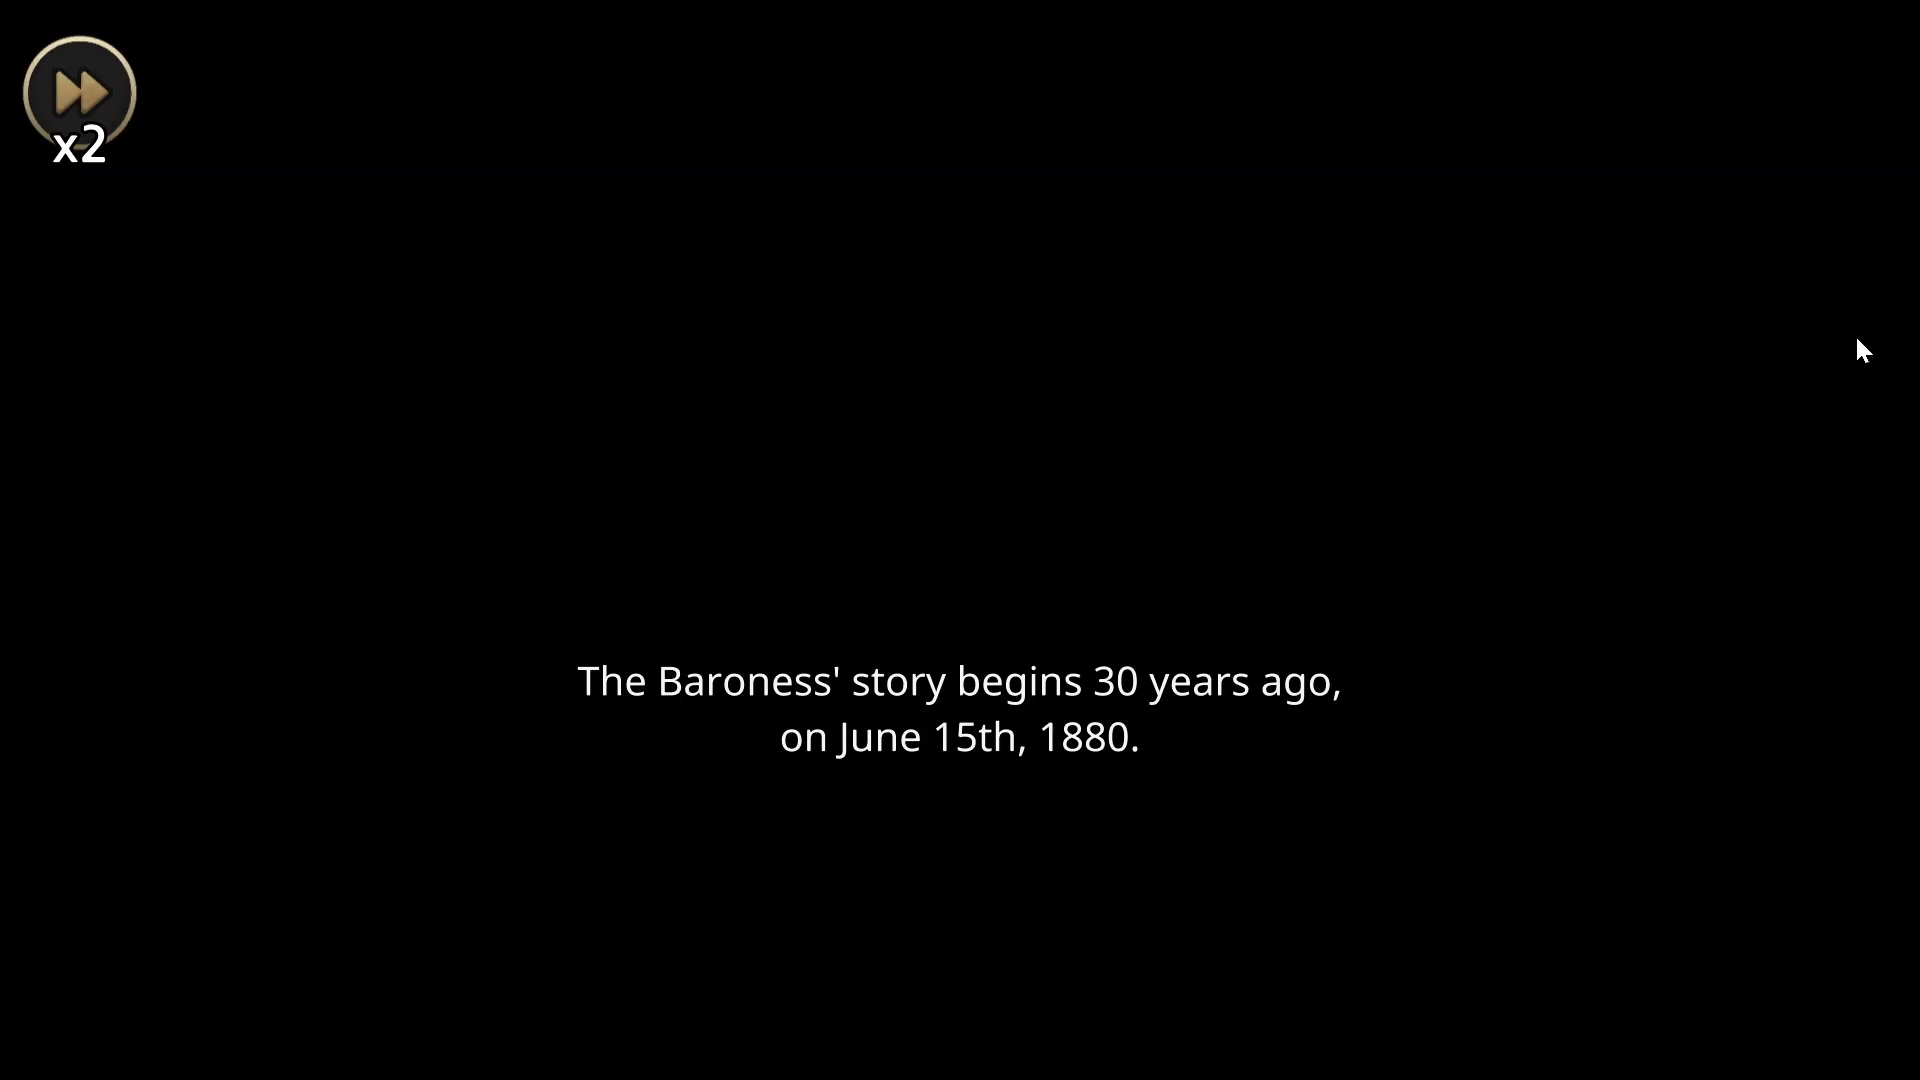 x2
The Baroness' story begins 30 years ago,
on June 15th, 1880.